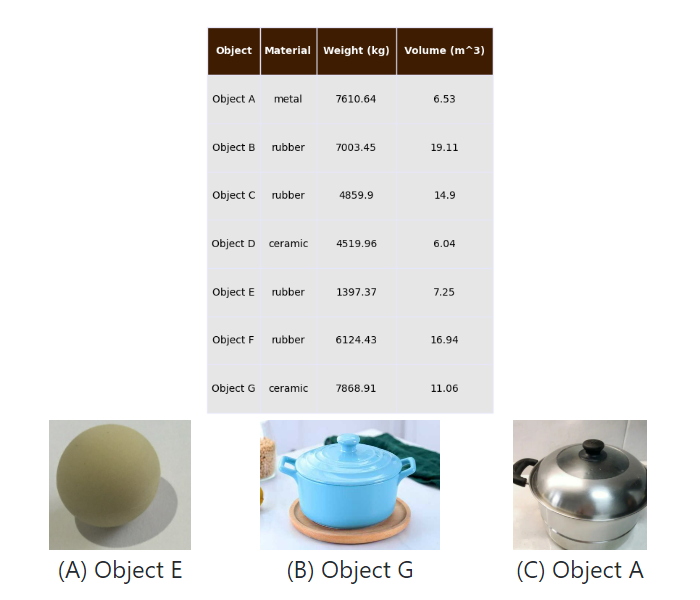 Object Material Weight (kg) Volume (m^3)
Object A metal 7610.64 6.53
Object B rubber 7003.45 19.11
Object C rubber 4859.9 14.9
Object D ceramic 4519.96 6.04
Object E rubber 1397.37 7.25
Object F rubber 6124.43 16.94
Object G ceramic 7868.91 11.06
(A) Object E (B) Object G (C) Object A